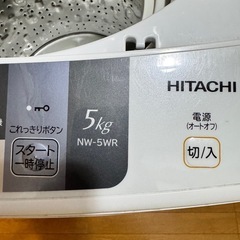 これっきりボタン
スタート
一時停止
5kg
NW-5WR
HITACHI
電源
(オートオフ)
切/入